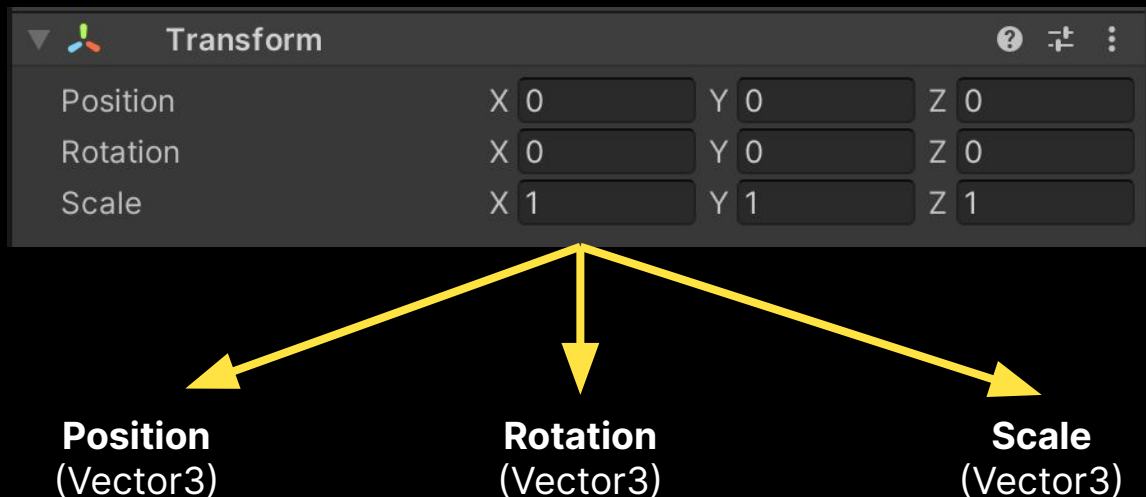 Transform
Position X 0 Y 0 Z 0
Rotation X 0 Y 0 Z 0
Scale X 1 Y 1 Z 1
Position Rotation Scale
(Vector3) (Vector3) (Vector3)